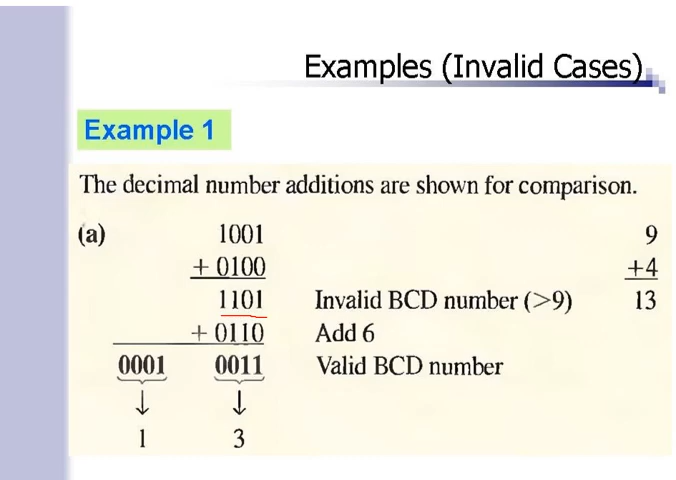 Examples (Invalid Cases)
Example 1
The decimal number additions are shown for comparison.
(a) 1001 9
+ 0100 +4
1101 Invalid BCD number (>9) 13
+ 0110 Add 6
0001 0011 Valid BCD number
↓ ↓
1 3